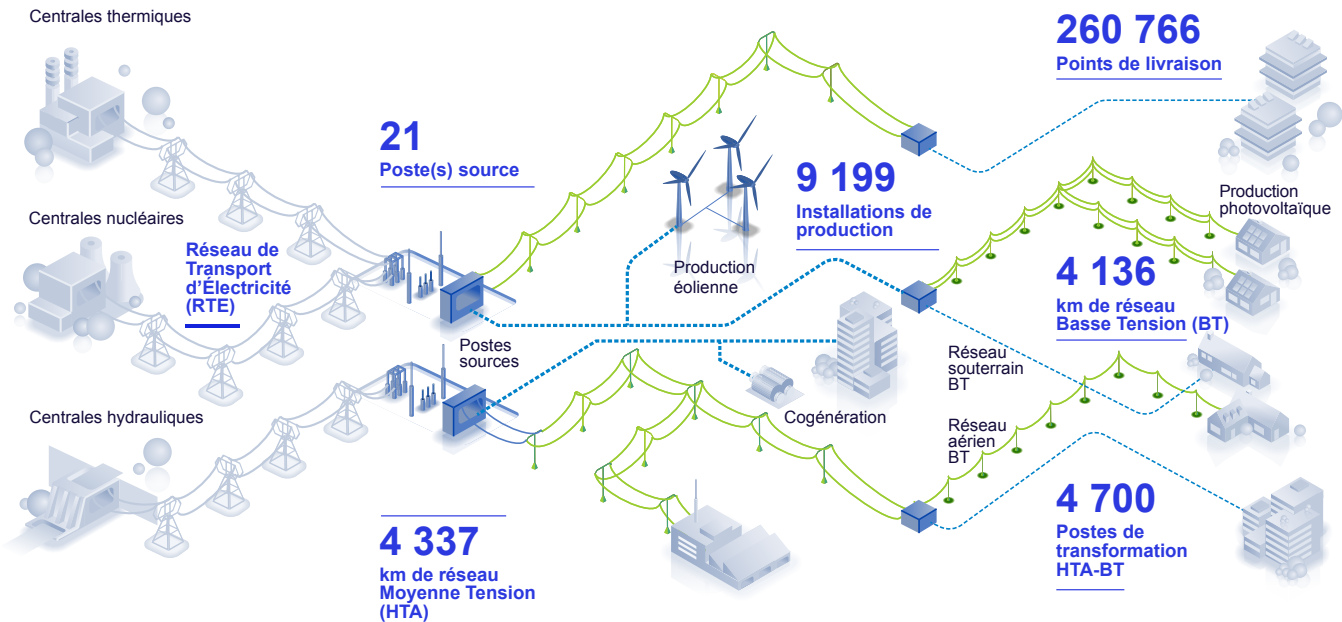 Centrales thermiques
260 766
Points de livraison
21
Poste(s) source
9 199
Installations de
production
Production
photovoltaïque
Centrales nucléaires
Réseau de
Transport
d'Électricité
(RTE)
Production
éolienne
4 136
km de réseau
Basse Tension (BT)
Postes
sources
Réseau
souterrain
BT
Centrales hydrauliques
Cogénération
Réseau
aérien
BT
4 337
km de réseau
Moyenne Tension
(HTA)
4 700
Postes de
transformation
HTA-BT